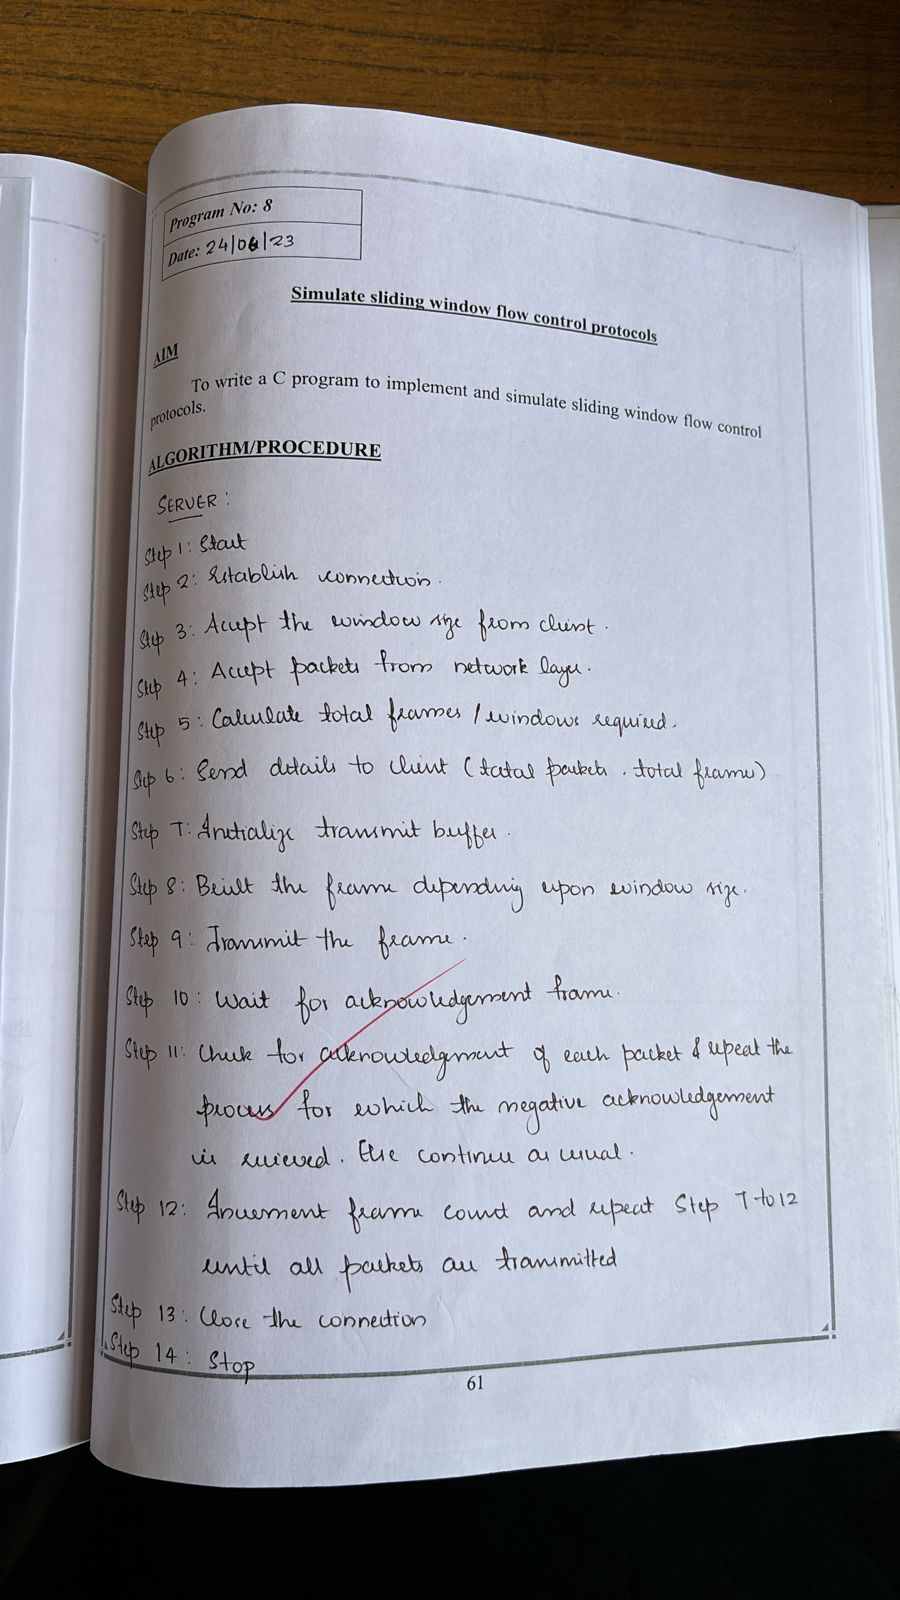 Program No: 8
Date: 24/06/23
Simulate sliding window flow control protocols
AIM
To write a C program to implement and simulate sliding window flow control
protocols.
ALGORITHM/PROCEDURE
SERVER :
Step 1: Start
Step 2: Establish connection.
Step 3: Accept the window size from client.
Step 4: Accept packets from network layer.
Step 5: Calculate total frames / windows required.
Step 6: Send details to client (total packets, total frames)
Step 7: Initialize transmit buffer.
Step 8: Built the frame depending upon window size.
Step 9: Transmit the frame.
Step 10: Wait for acknowledgement frame.
Step 11: Check for acknowledgment of each packet & repeat the
process for which the negative acknowledgement
is recieved. Else continue as usual.
Step 12: Increment frame count and repeat Step 7 to 12
until all packets are transmitted
Step 13: Close the connection
Step 14: Stop
61